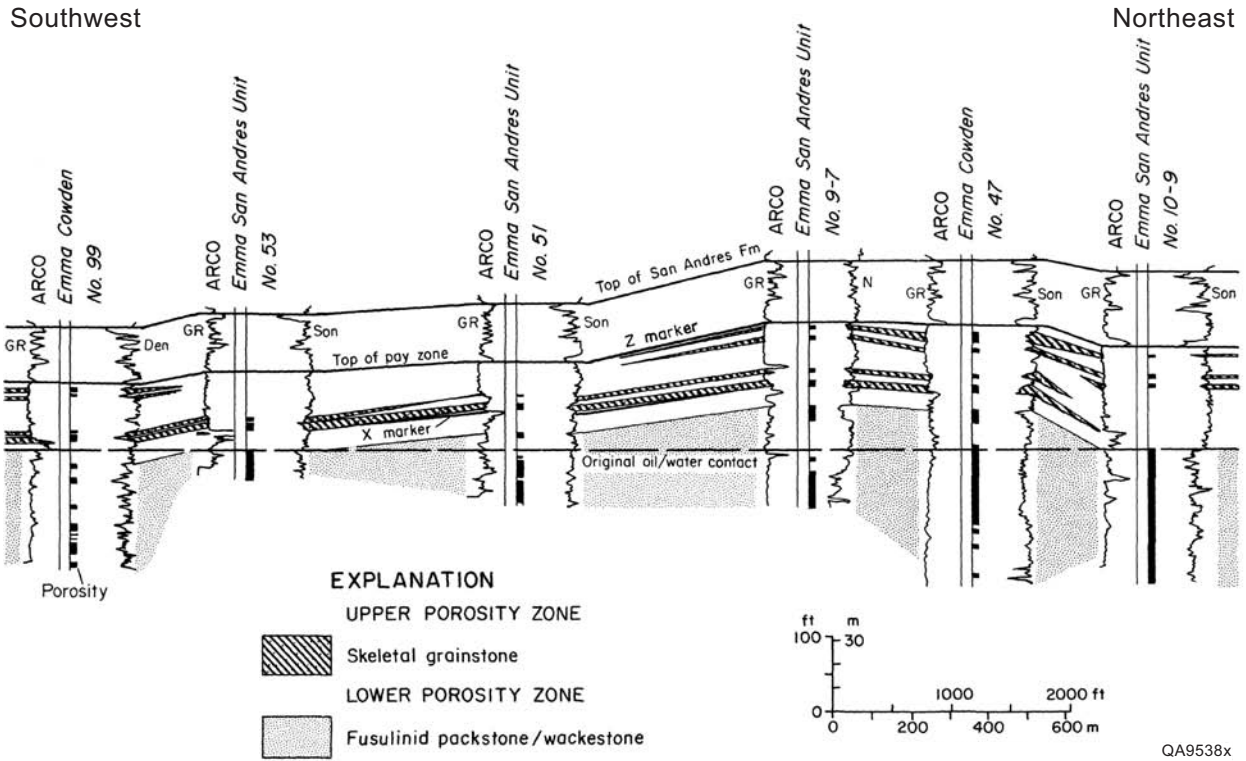 Southwest
Northeast
ARCO
Emma Cowden
No. 99
ARCO
Emma San Andres Unit
No. 53
ARCO
Emma San Andres Unit
No. 51
ARCO
Emma San Andres Unit
No. 9-7
ARCO
Emma Cowden
No. 47
ARCO
Emma San Andres Unit
No. 10-9
Top of San Andres Fm
GR
Den
GR
Son
GR
Son
GR
N
GR
Son
GR
Son
Z marker
Top of pay zone
X marker
Original oil/water contact
Porosity
EXPLANATION
UPPER POROSITY ZONE
Skeletal grainstone
LOWER POROSITY ZONE
Fusulinid packstone/wackestone
ft m
100 30
1000 2000 ft
0 0
0 200 400 600 m
QA9538x